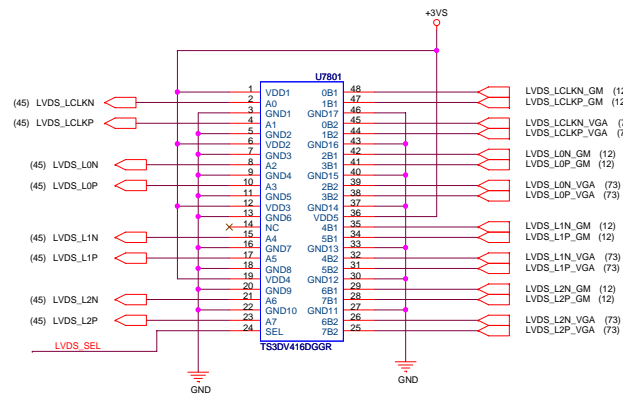 +3VS
U7801
1 VDD1 0B1 48 LVDS_LCLKN_GM (12
(45) LVDS_LCLKN 2 A0 1B1 47 LVDS_LCLKP_GM (12
3 GND1 GND17 46
(45) LVDS_LCLKP 4 A1 0B2 45 LVDS_LCLKN_VGA (7
5 GND2 1B2 44 LVDS_LCLKP_VGA (7
6 VDD2 GND16 43
7 GND3 2B1 42 LVDS_L0N_GM (12)
(45) LVDS_L0N 8 A2 3B1 41 LVDS_L0P_GM (12)
9 GND4 GND15 40
(45) LVDS_L0P 10 A3 2B2 39 LVDS_L0N_VGA (73)
11 GND5 3B2 38 LVDS_L0P_VGA (73)
12 VDD3 GND14 37
13 GND6 VDD5 36
14 NC 4B1 35 LVDS_L1N_GM (12)
(45) LVDS_L1N 15 A4 5B1 34 LVDS_L1P_GM (12)
16 GND7 GND13 33
(45) LVDS_L1P 17 A5 4B2 32 LVDS_L1N_VGA (73)
18 GND8 5B2 31 LVDS_L1P_VGA (73)
19 VDD4 GND12 30
20 GND9 6B1 29 LVDS_L2N_GM (12)
(45) LVDS_L2N 21 A6 7B1 28 LVDS_L2P_GM (12)
22 GND10 GND11 27
(45) LVDS_L2P 23 A7 6B2 26 LVDS_L2N_VGA (73)
24 SEL 7B2 25 LVDS_L2P_VGA (73)
LVDS_SEL
TS3DV416DGGR
GND
GND